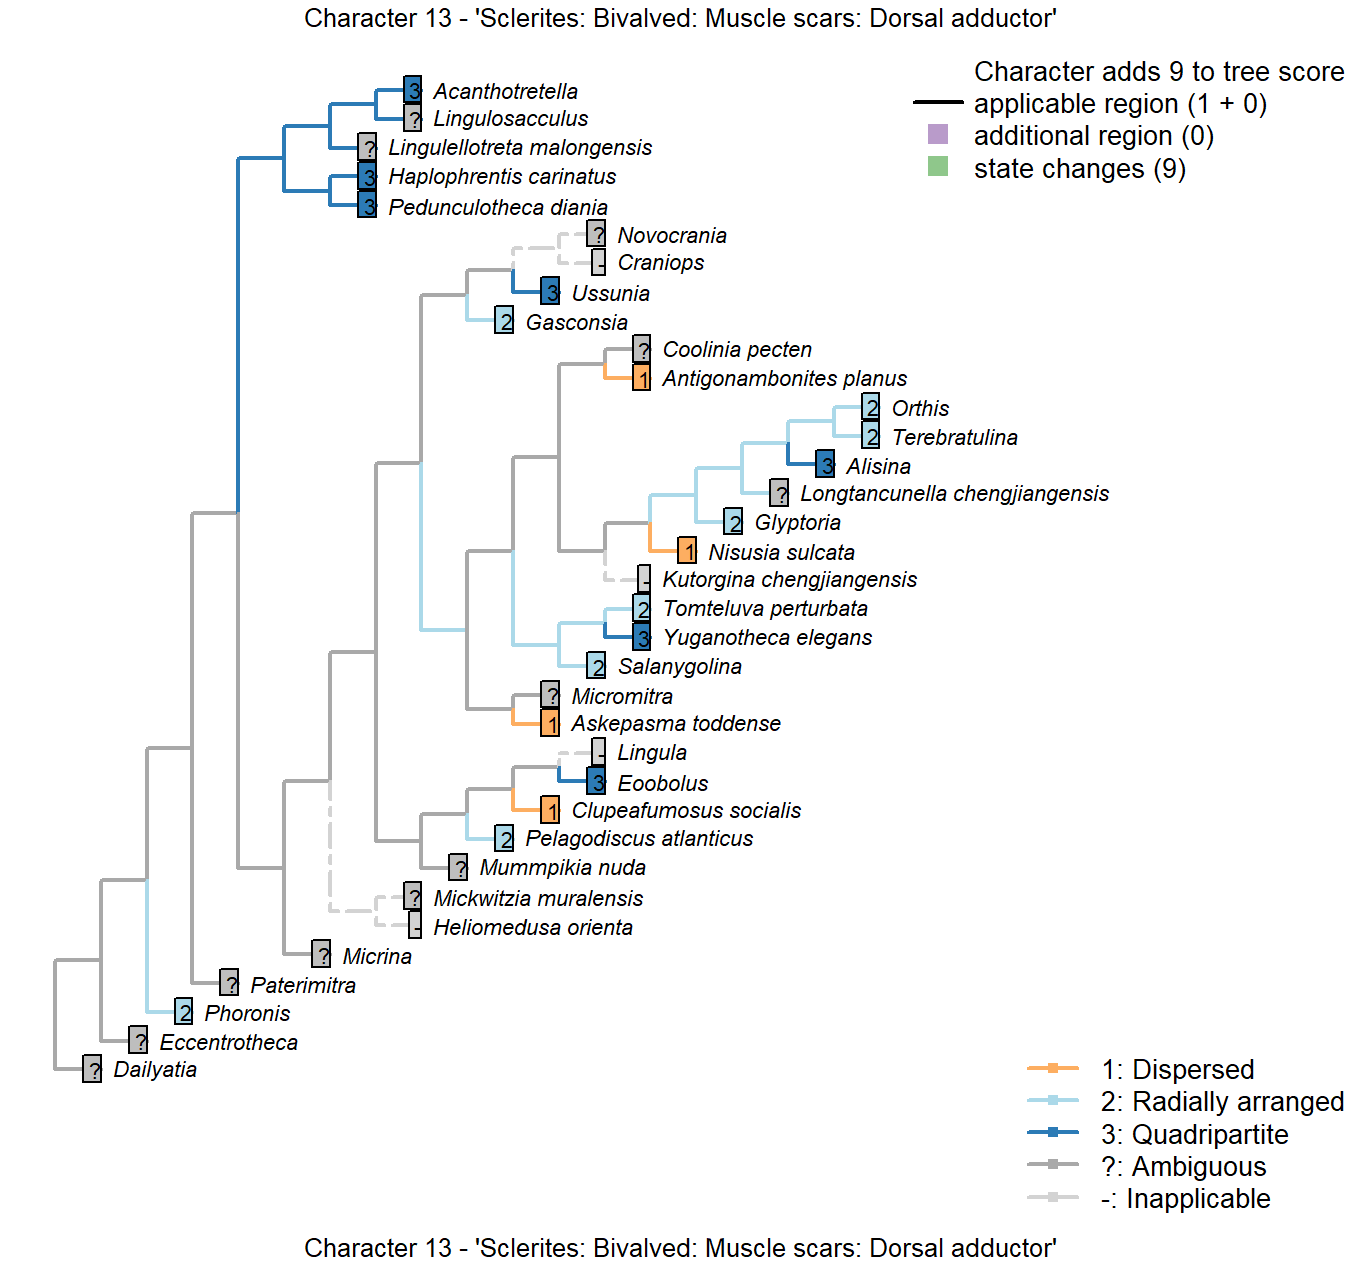 Character 13 - 'Sclerites: Bivalved: Muscle scars: Dorsal adductor'
Character adds 9 to tree score
applicable region (1 + 0)
additional region (0)
state changes (9)
3 Acanthotretella
? Lingulosacculus
? Lingulellotreta malongensis
3 Haplophrentis carinatus
3 Pedunculotheca diania
? Novocrania
- Craniops
3 Ussunia
2 Gasconsia
? Coolinia pecten
1 Antigonambonites planus
2 Orthis
2 Terebratulina
3 Alisina
? Longtancunella chengjiangensis
2 Glyptoria
1 Nisusia sulcata
- Kutorgina chengjiangensis
2 Tomteluva perturbata
3 Yuganotheca elegans
2 Salanygolina
? Micromitra
1 Askepasma toddense
- Lingula
3 Eoobolus
1 Clupeafumosus socialis
2 Pelagodiscus atlanticus
? Mummpikia nuda
? Mickwitzia muralensis
- Heliomedusa orienta
? Micrina
? Paterimitra
2 Phoronis
? Eccentrotheca
? Dailyatia
1: Dispersed
2: Radially arranged
3: Quadripartite
?: Ambiguous
-: Inapplicable
Character 13 - 'Sclerites: Bivalved: Muscle scars: Dorsal adductor'